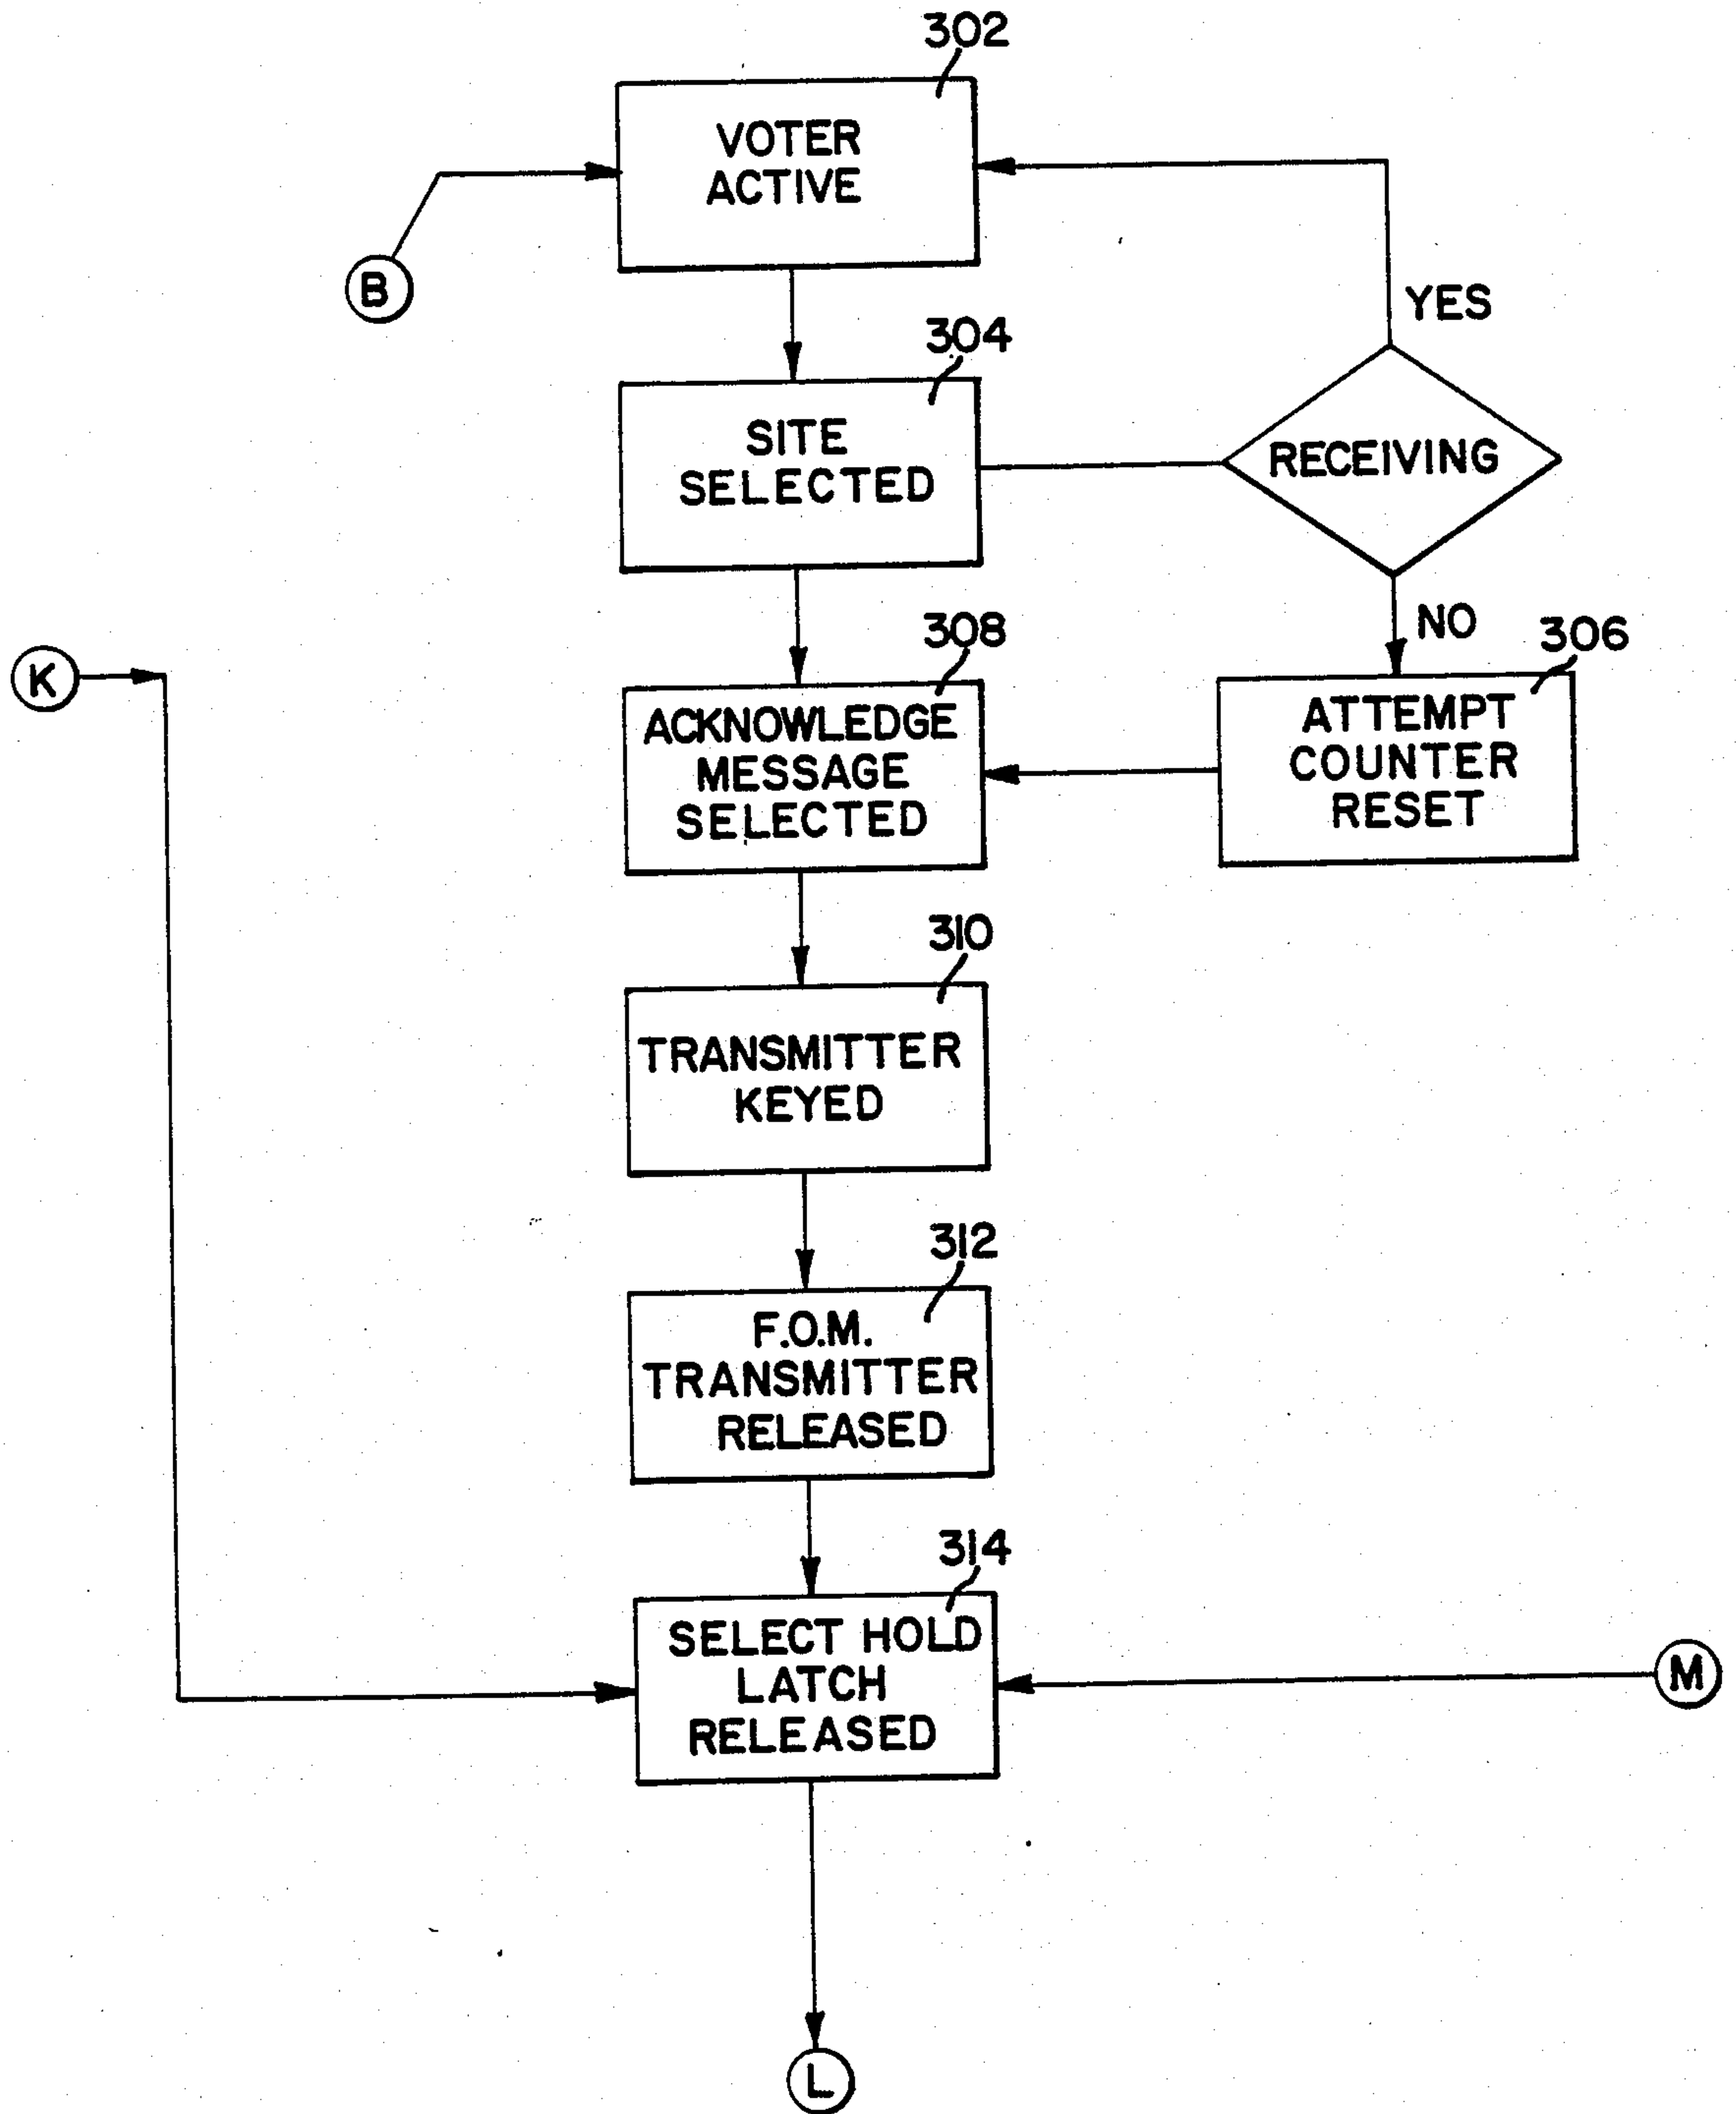 302
VOTER
ACTIVE
B
YES
304
SITE
SELECTED
RECEIVING
NO
306
308
K
ACKNOWLEDGE
MESSAGE
SELECTED
ATTEMPT
COUNTER
RESET
310
TRANSMITTER
KEYED
312
F.O.M.
TRANSMITTER
RELEASED
314
SELECT HOLD
LATCH
RELEASED
M
L